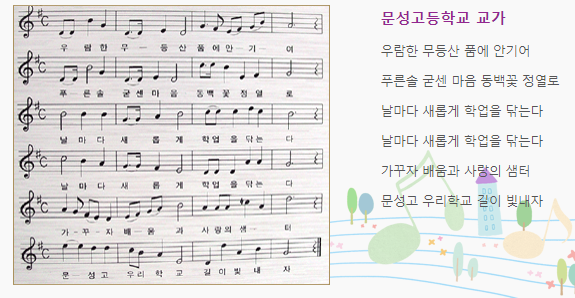 우 람 한 무 - 등 산 품 에 안 - 기 - 여
푸 른 솔 굳 센 마 음 동 백 꽃 정 열 로
날 마 다 새 롭 게 학 업 을 닦 는 다
날 마 다 새 롭 게 학 업 을 닦 는 다
가 - 꾸 - 자 배 움 과 사 랑 의 샘 - 터
문 - 성 고 우 리 학 교 길 이 빛 내 자
문성고등학교 교가
우람한 무등산 품에 안기어
푸른솔 굳센 마음 동백꽃 정열로
날마다 새롭게 학업을 닦는다
날마다 새롭게 학업을 닦는다
가꾸자 배움과 사랑의 샘터
문성고 우리학교 길이 빛내자